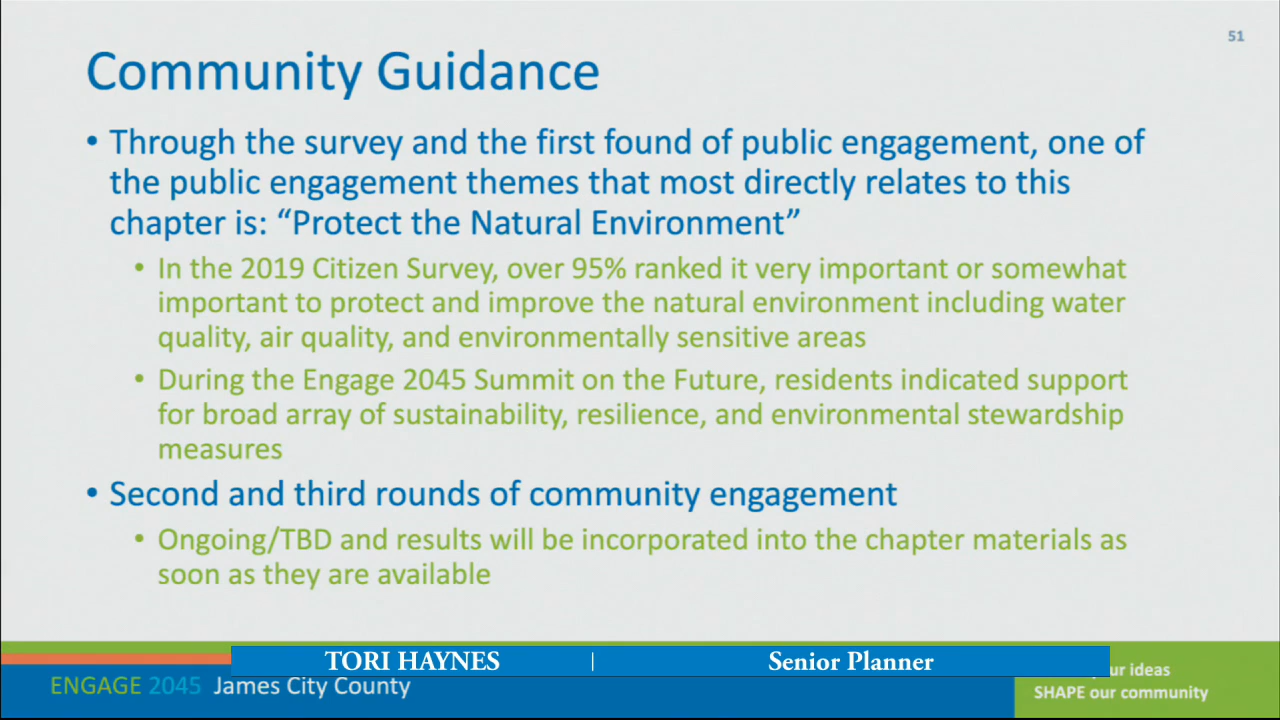 51
Community Guidance
• Through the survey and the first found of public engagement, one of
the public engagement themes that most directly relates to this
chapter is: “Protect the Natural Environment”
• In the 2019 Citizen Survey, over 95% ranked it very important or somewhat
important to protect and improve the natural environment including water
quality, air quality, and environmentally sensitive areas
• During the Engage 2045 Summit on the Future, residents indicated support
for broad array of sustainability, resilience, and environmental stewardship
measures
• Second and third rounds of community engagement
• Ongoing/TBD and results will be incorporated into the chapter materials as
soon as they are available
TORI HAYNES | Senior Planner
ENGAGE 2045 James City County
ideas
SHAPE our community